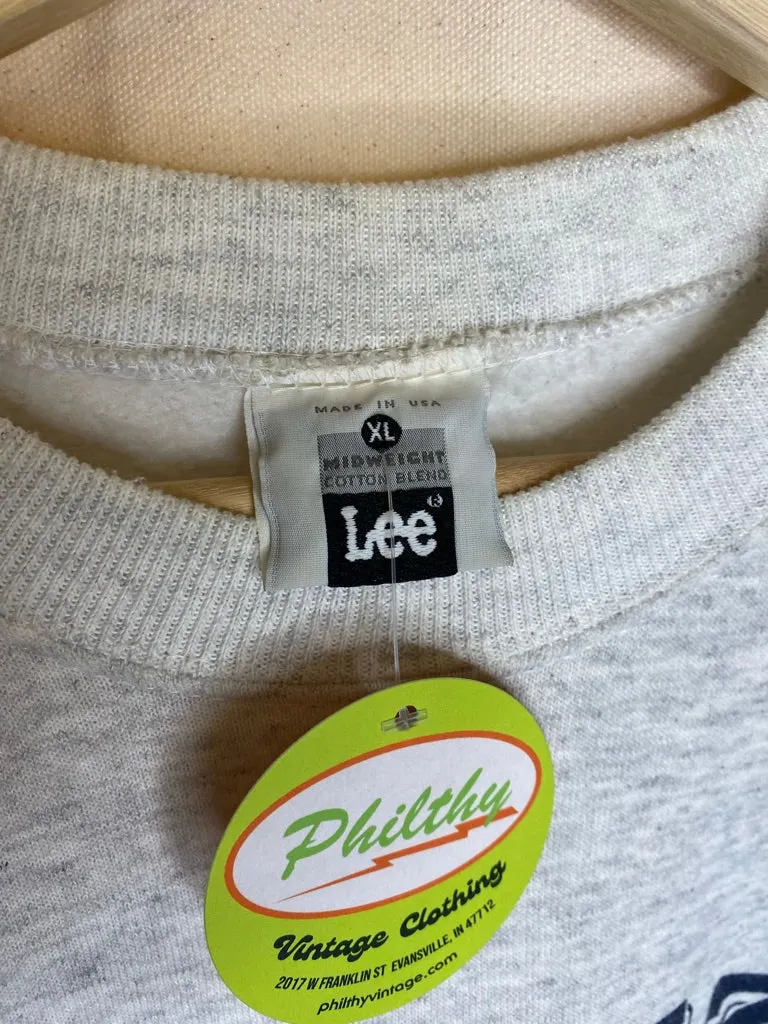 MADE IN USA
XL
MIDWEIGHT
COTTON BLEND
Lee®
Philthy
Vintage Clothing
2017 W FRANKLIN ST EVANSVILLE, IN 47712
philthyvintage.com